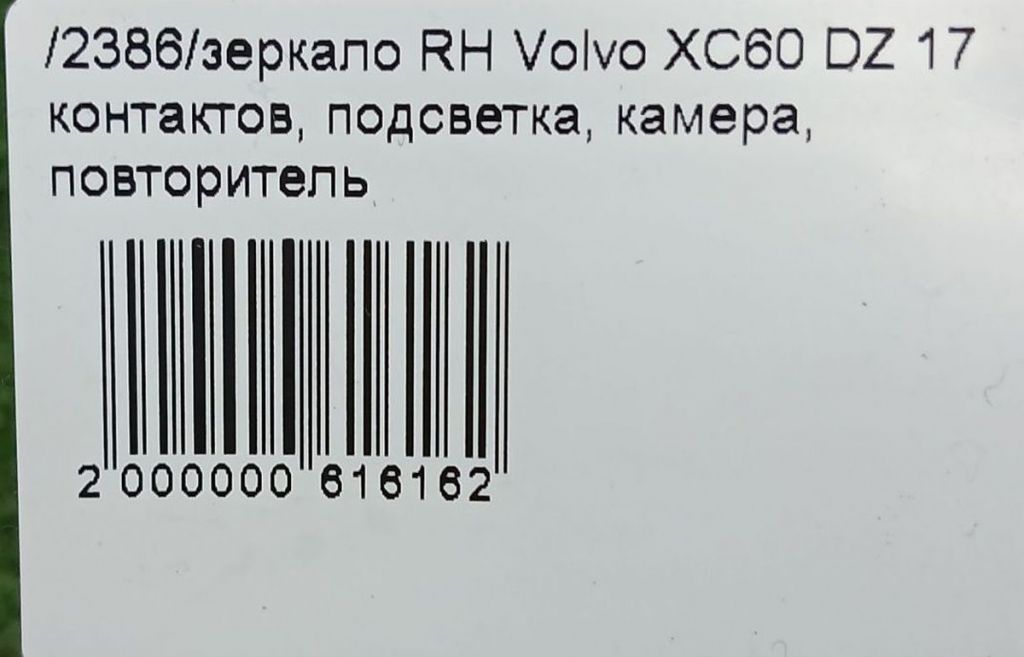 /2386/зеркало RH Volvo XC60 DZ 17
контактов, подсветка, камера,
повторитель
2 000000 616162